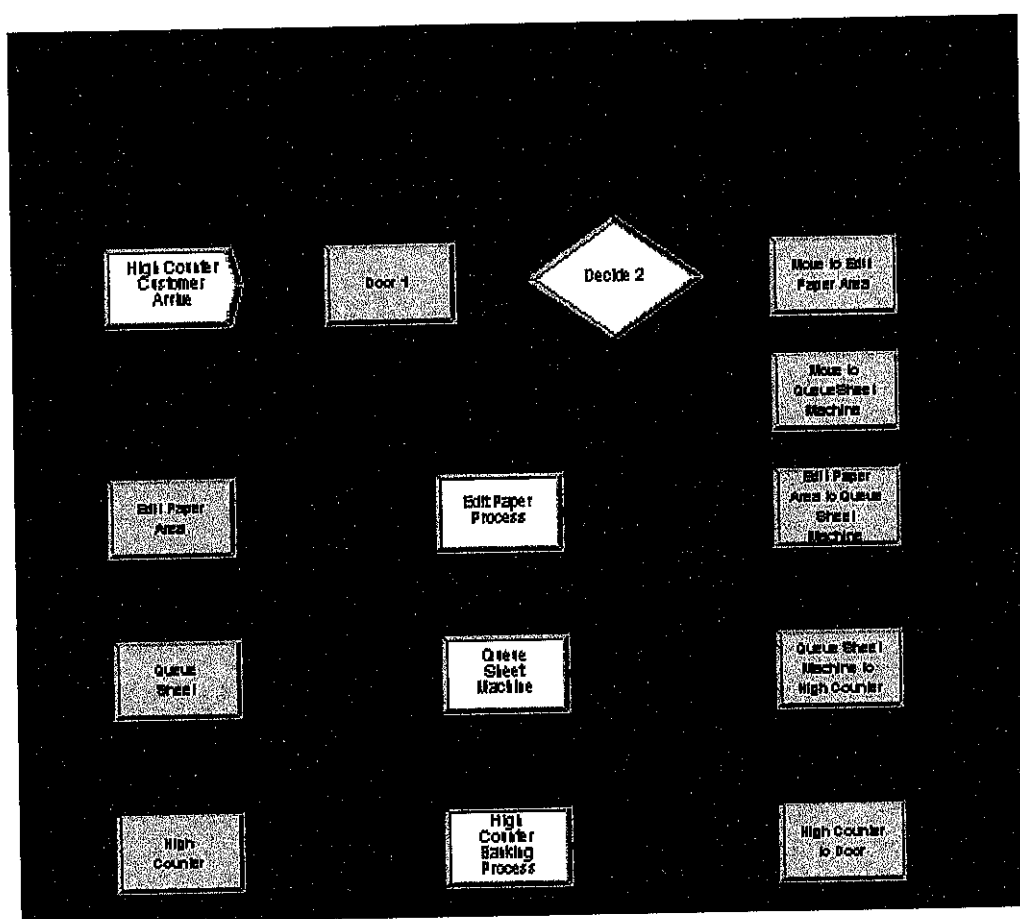 High Counter
Customer
Arrive
Door 1
Decide 2
Move to Edit
Paper Area
Move to
Queue Sheet
Machine
Edit Paper
Area
Edit Paper
Process
Edit Paper
Area to Queue
Sheet
Machine
Queue
Sheet
Queue
Sheet
Machine
Queue Sheet
Machine to
High Counter
High
Counter
High
Counter
Banking
Process
High Counter
to Door